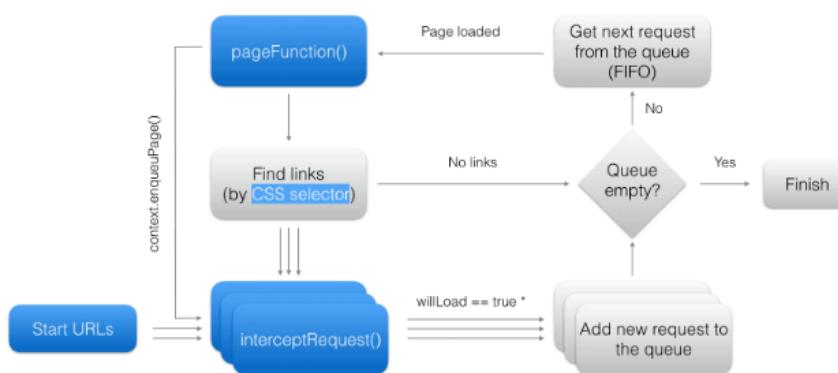 pageFunction()
Page loaded
Get next request
from the queue
(FIFO)
No
context.enqueuPage()
Find links
(by CSS selector)
No links
Queue
empty?
Yes
Finish
Start URLs
interceptRequest()
willLoad == true *
Add new request to
the queue